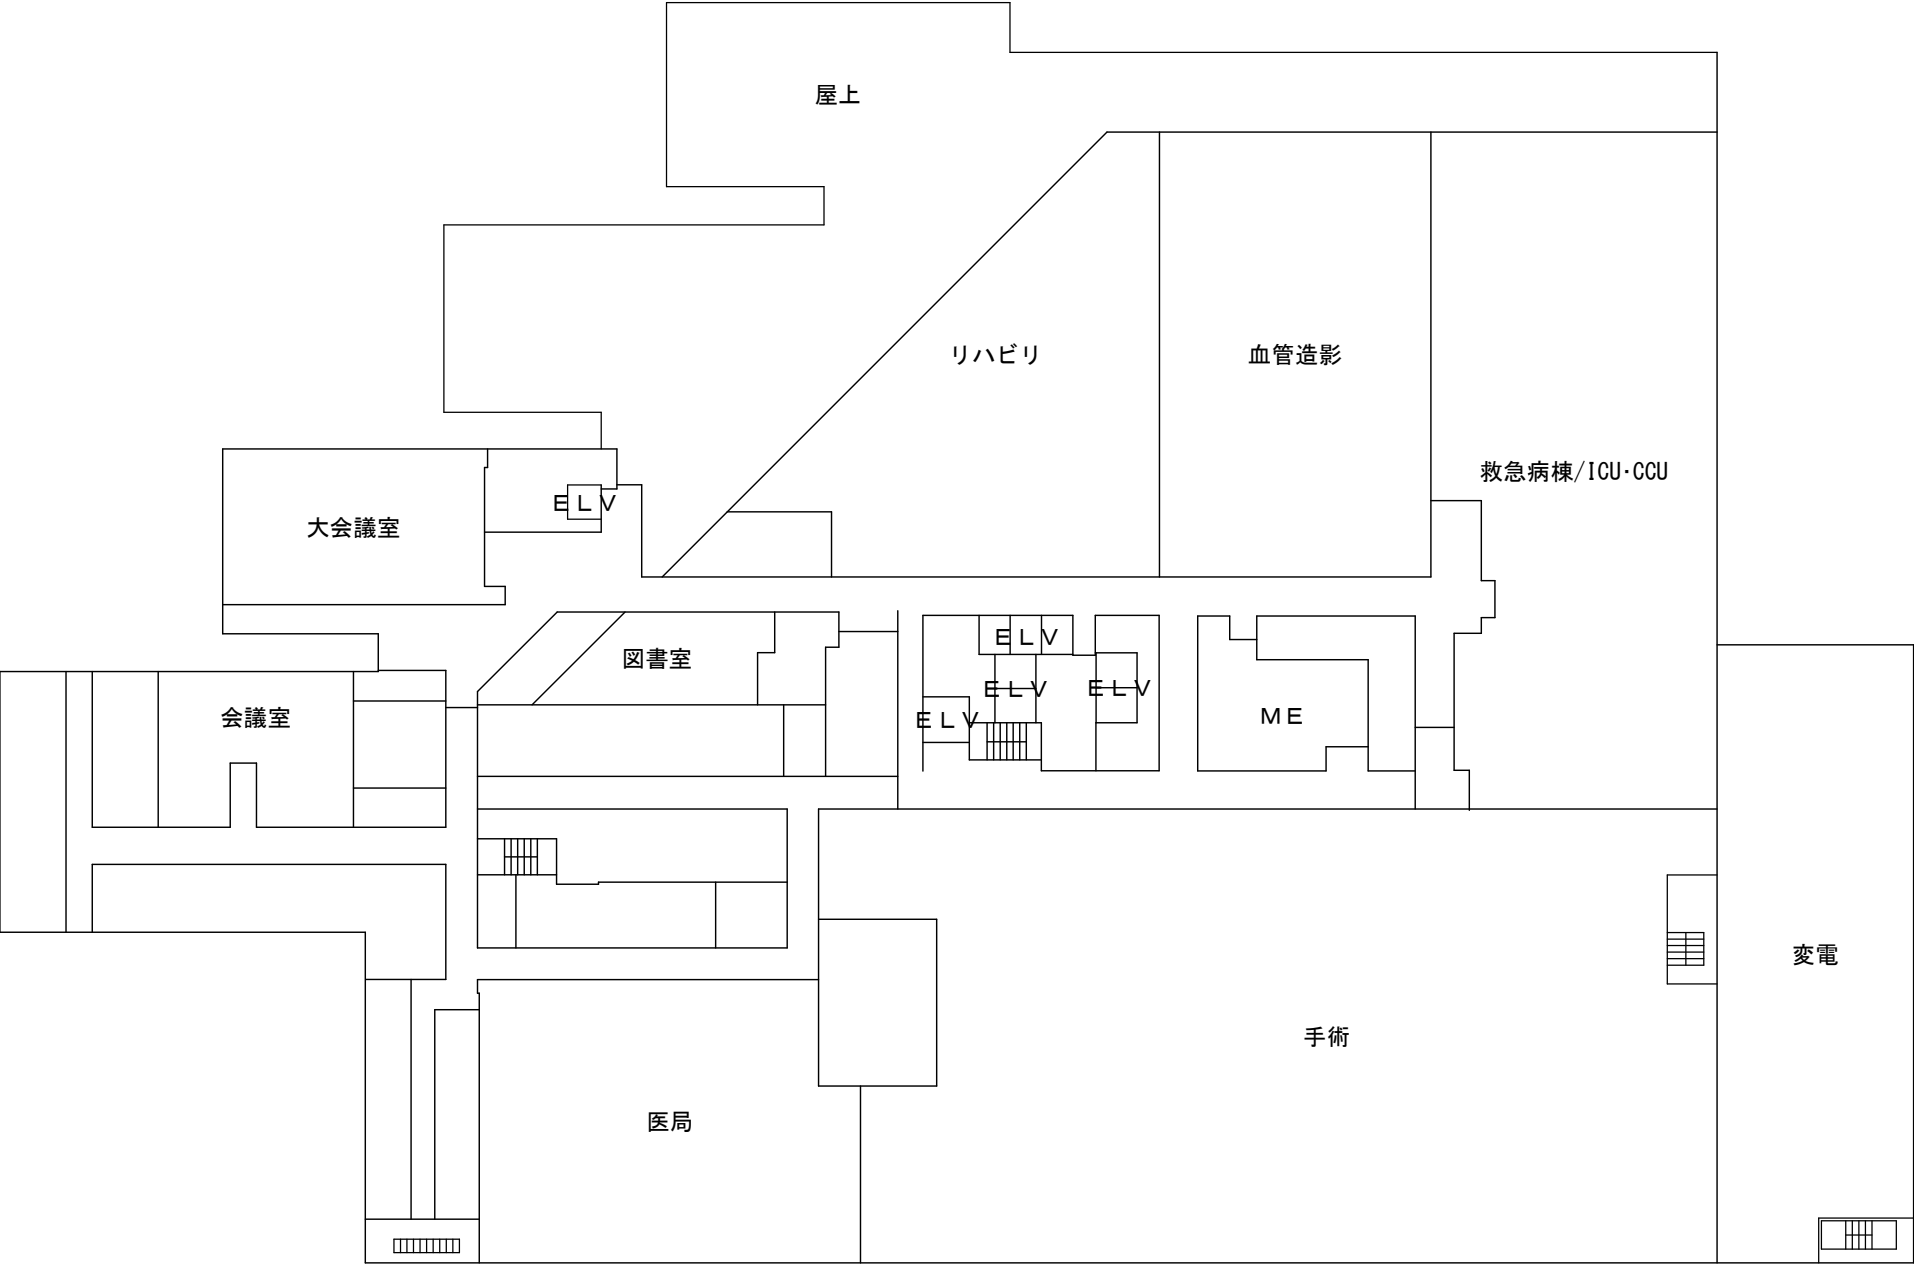 屋上
リハビリ
血管造影
救急病棟/ICU・CCU
ＥＬＶ
大会議室
ＥＬＶ
図書室
ＥＬＶ
ＥＬＶ
会議室
ＥＬＶ
ＭＥ
変電
手術
医局